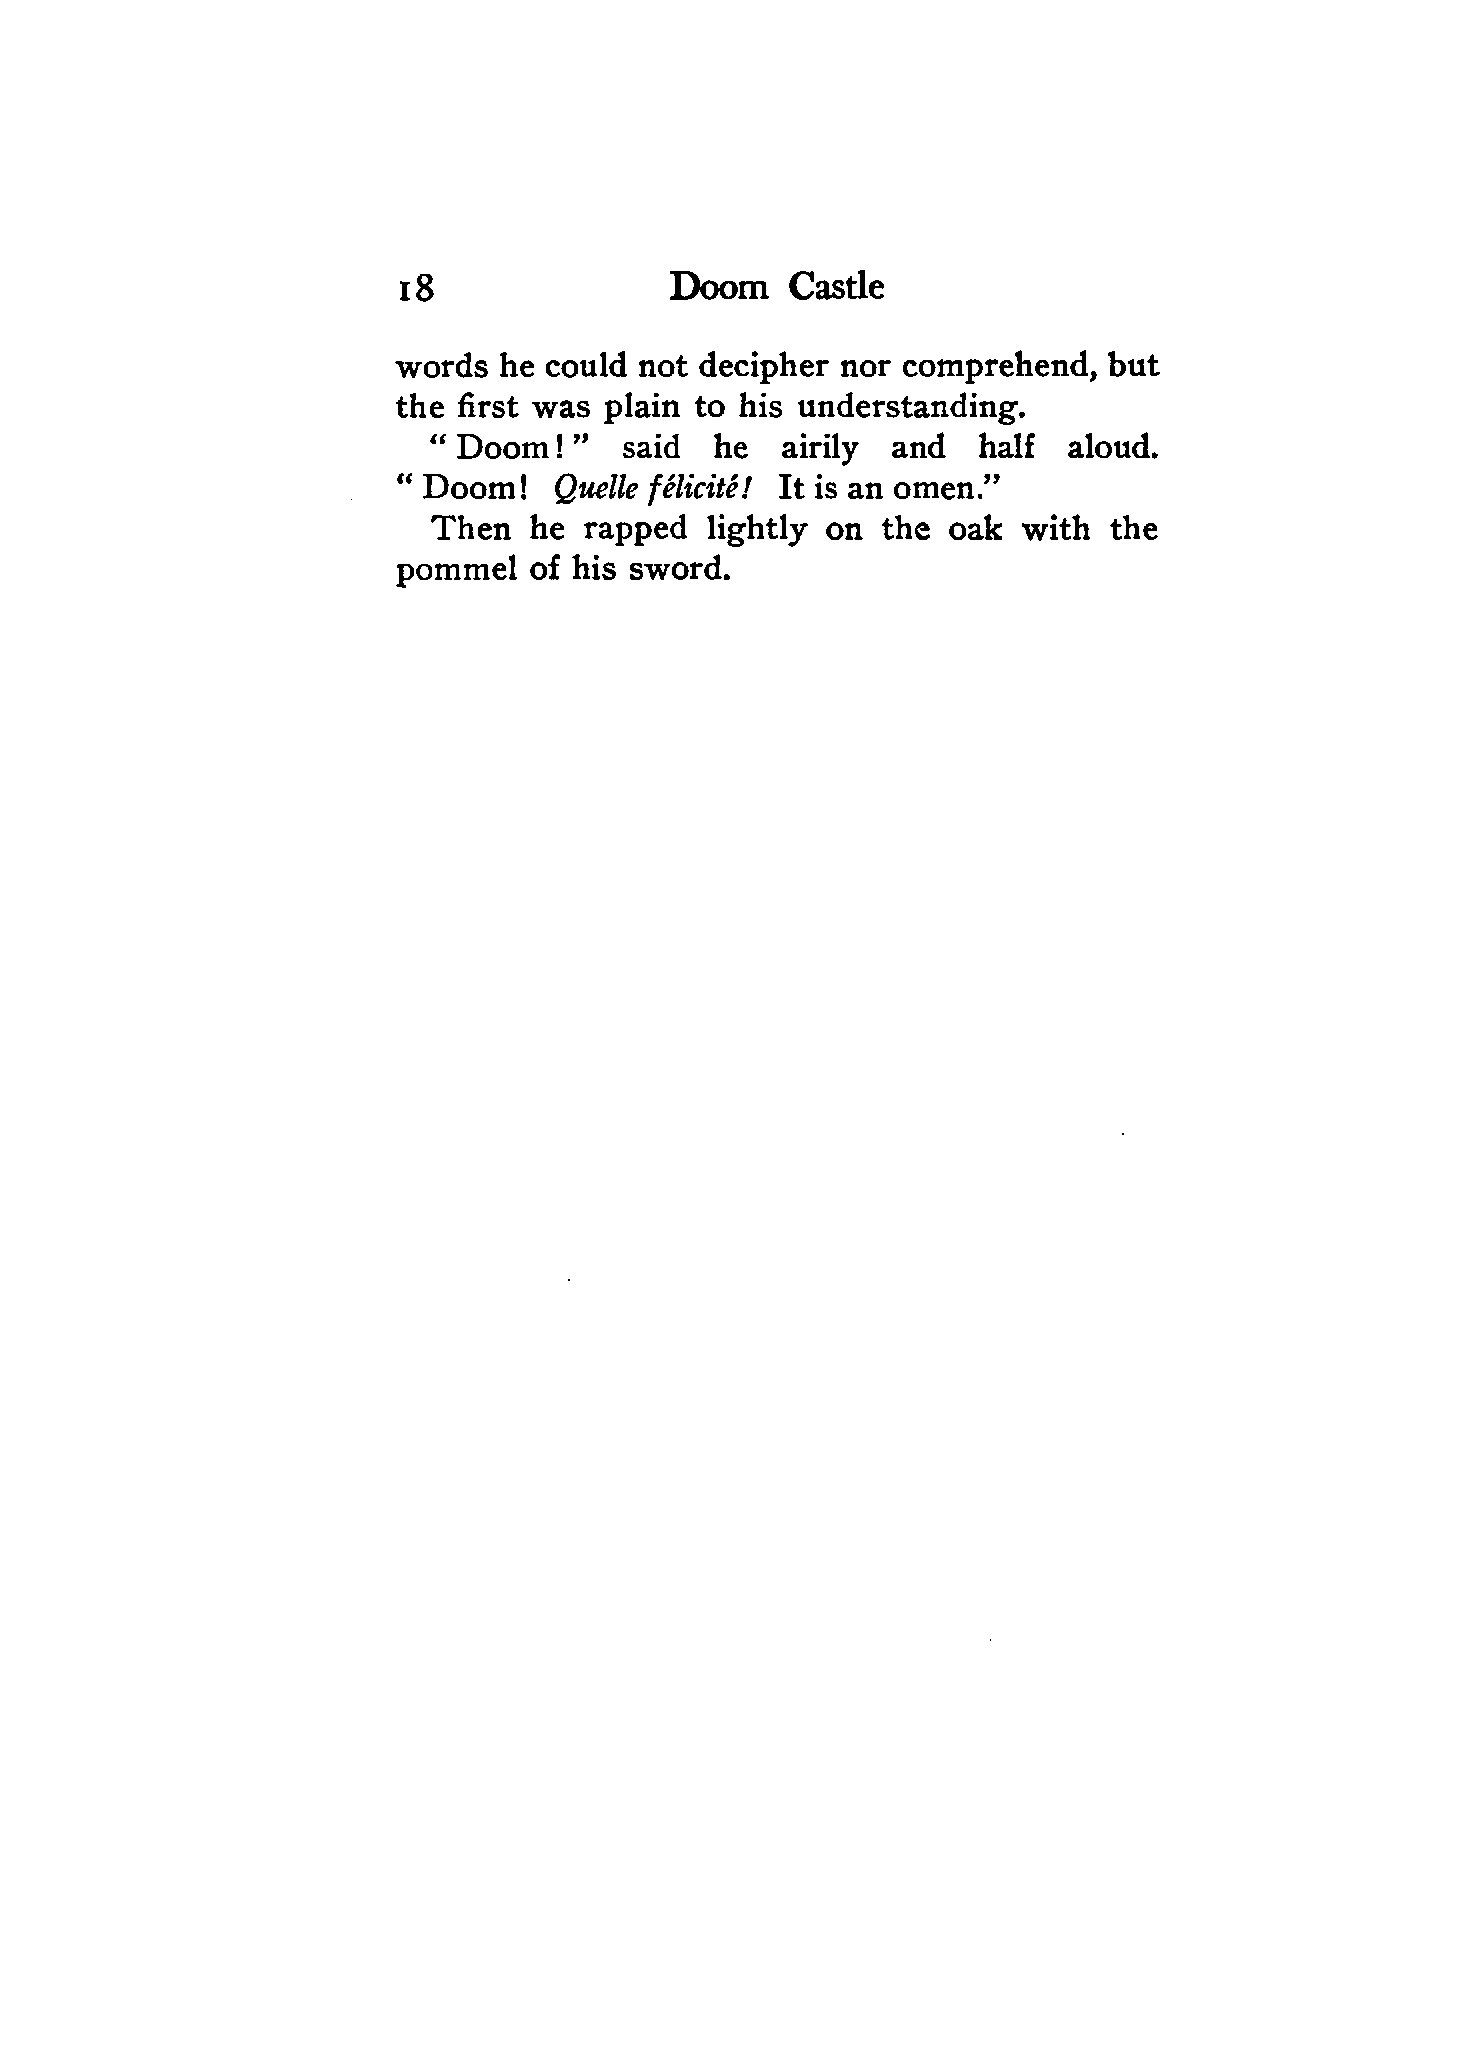 18 Doom Castle
words he could not decipher nor comprehend, but
the first was plain to his understanding.
“Doom!” said he airily and half aloud.
“Doom! Quelle félicité! It is an omen.”
Then he rapped lightly on the oak with the
pommel of his sword.